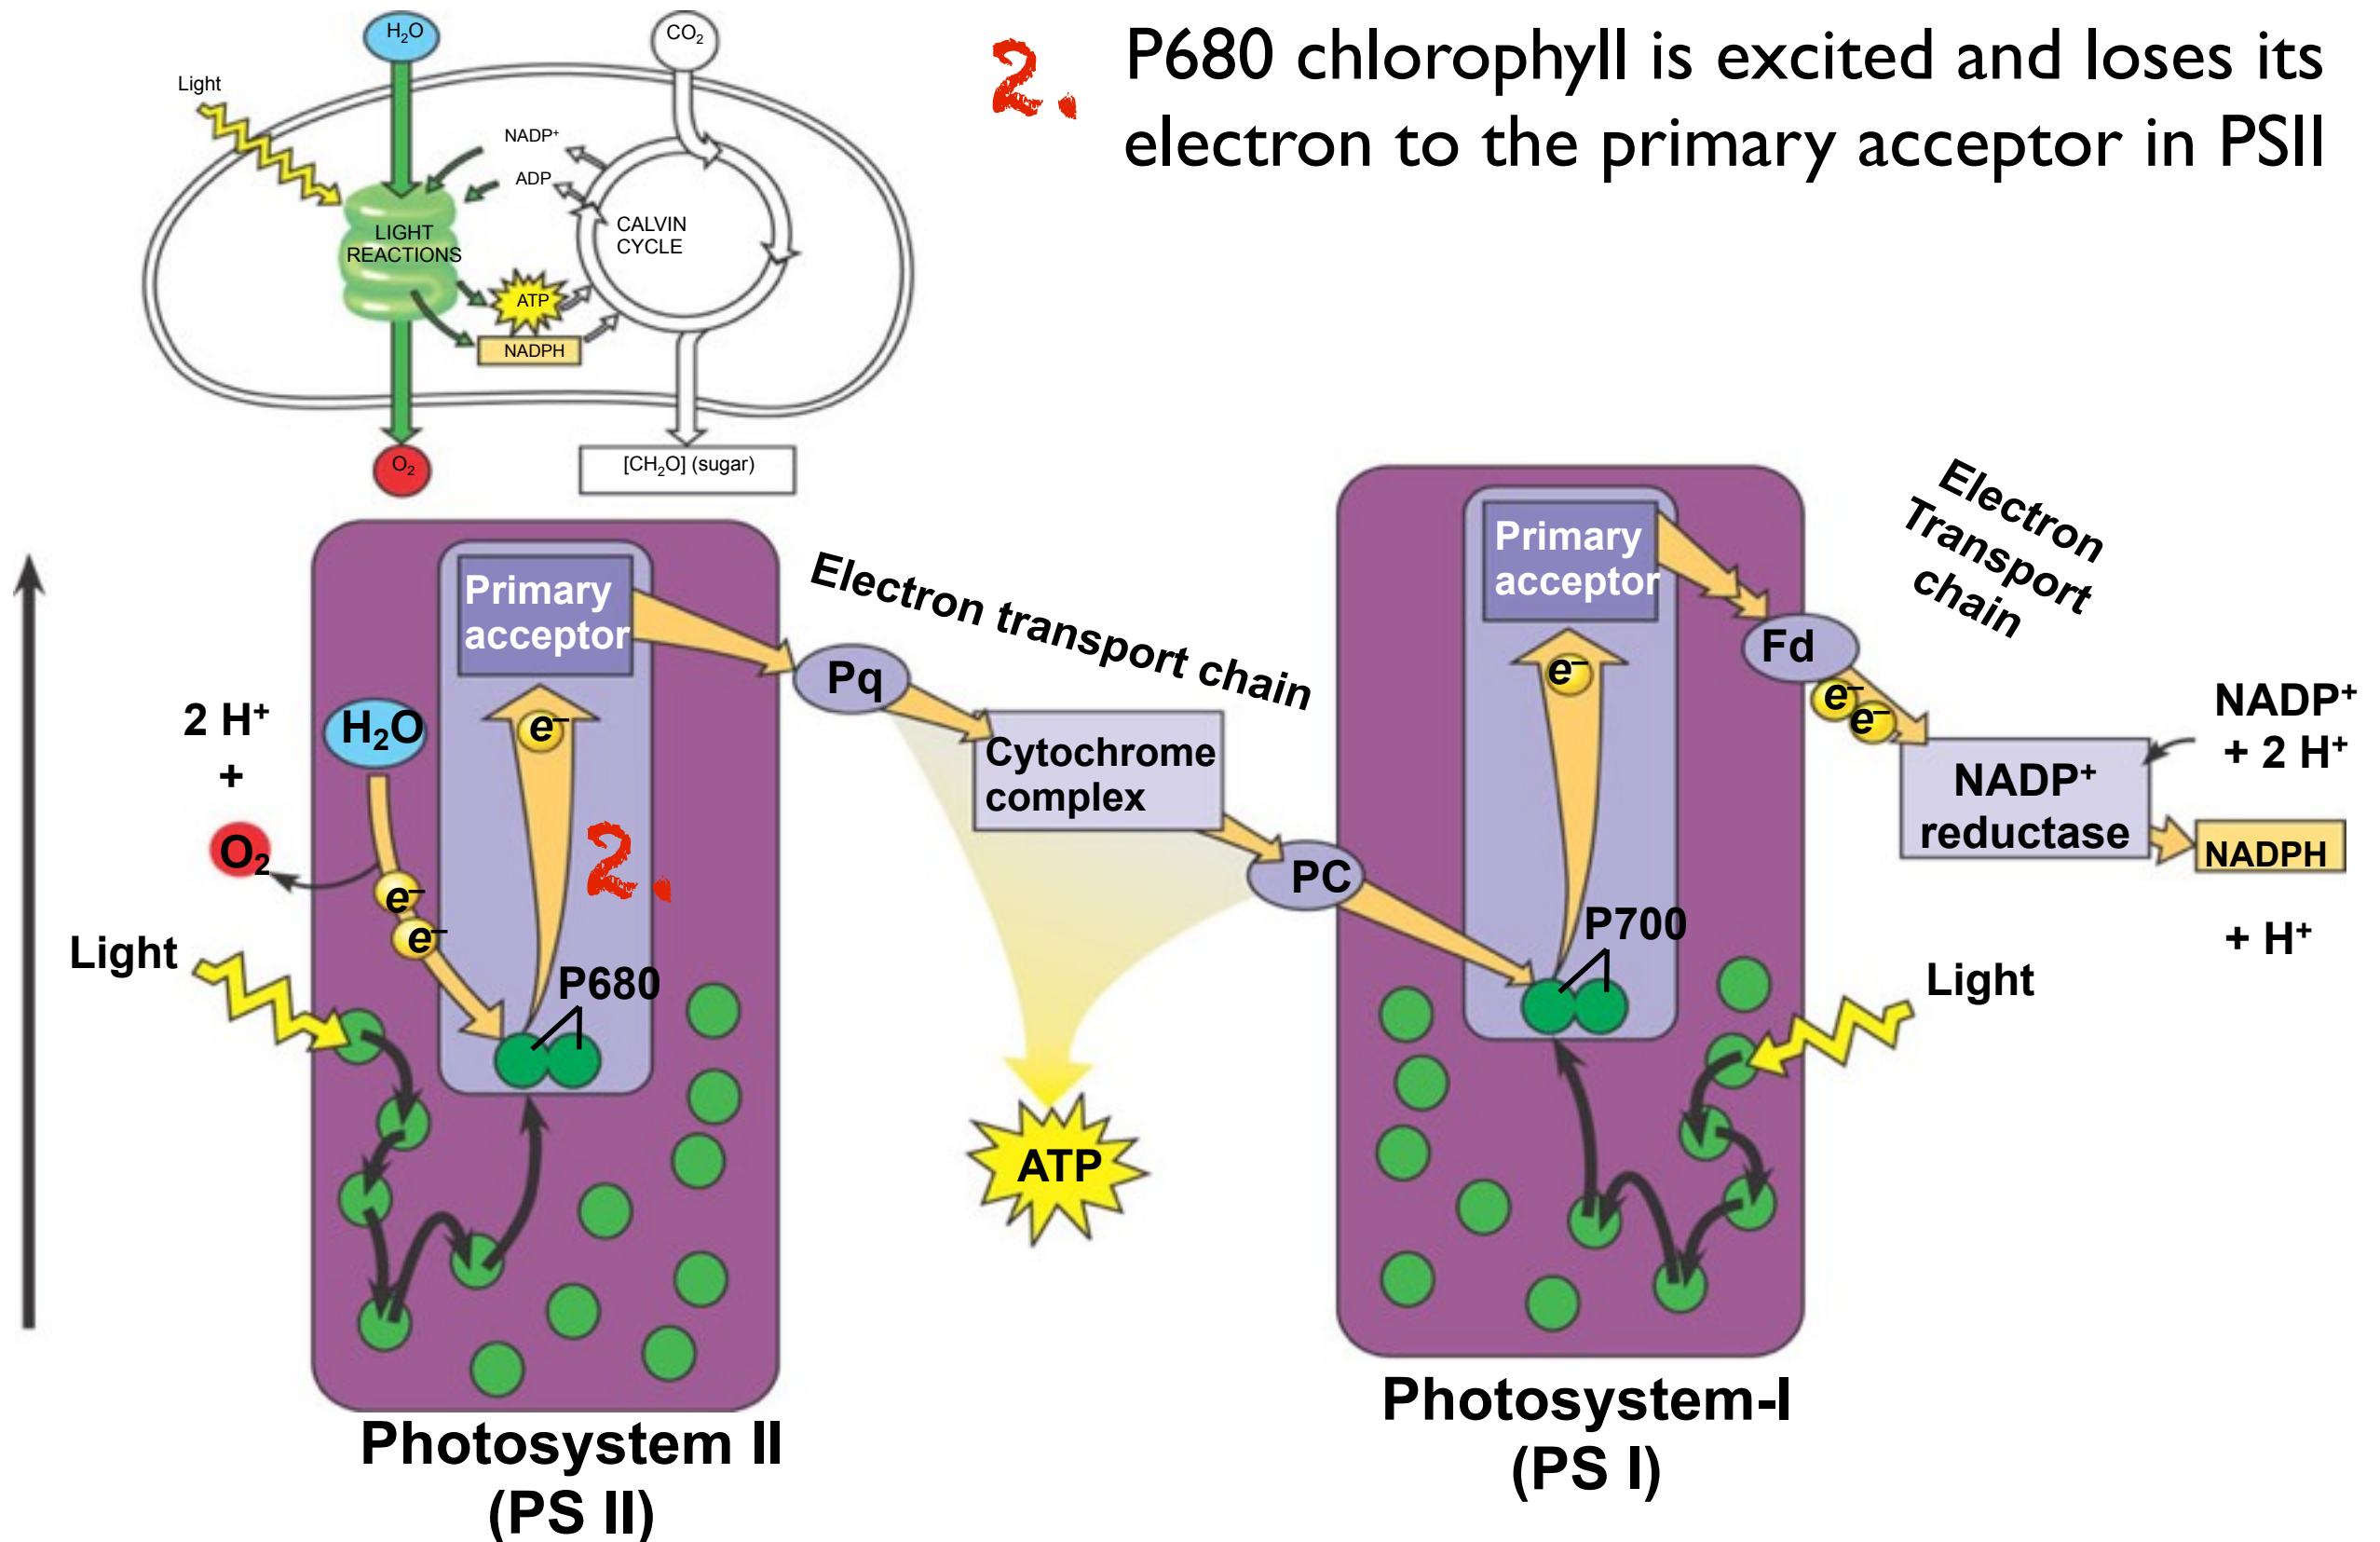 2. P680 chlorophyll is excited and loses its
electron to the primary acceptor in PSII
H₂O
CO₂
Light
NADP⁺
ADP
LIGHT
REACTIONS
CALVIN
CYCLE
ATP
NADPH
O₂
[CH₂O] (sugar)
Primary
acceptor
Electron transport chain
Pq
Cytochrome
complex
PC
2 H⁺
+
O₂
H₂O
e⁻
e⁻
e⁻
2.
Light
P680
ATP
Photosystem II
(PS II)
Primary
acceptor
e⁻
Electron
Transport
chain
Fd
e⁻
e⁻
NADP⁺
+ 2 H⁺
NADP⁺
reductase
NADPH
+ H⁺
P700
Light
Photosystem-I
(PS I)